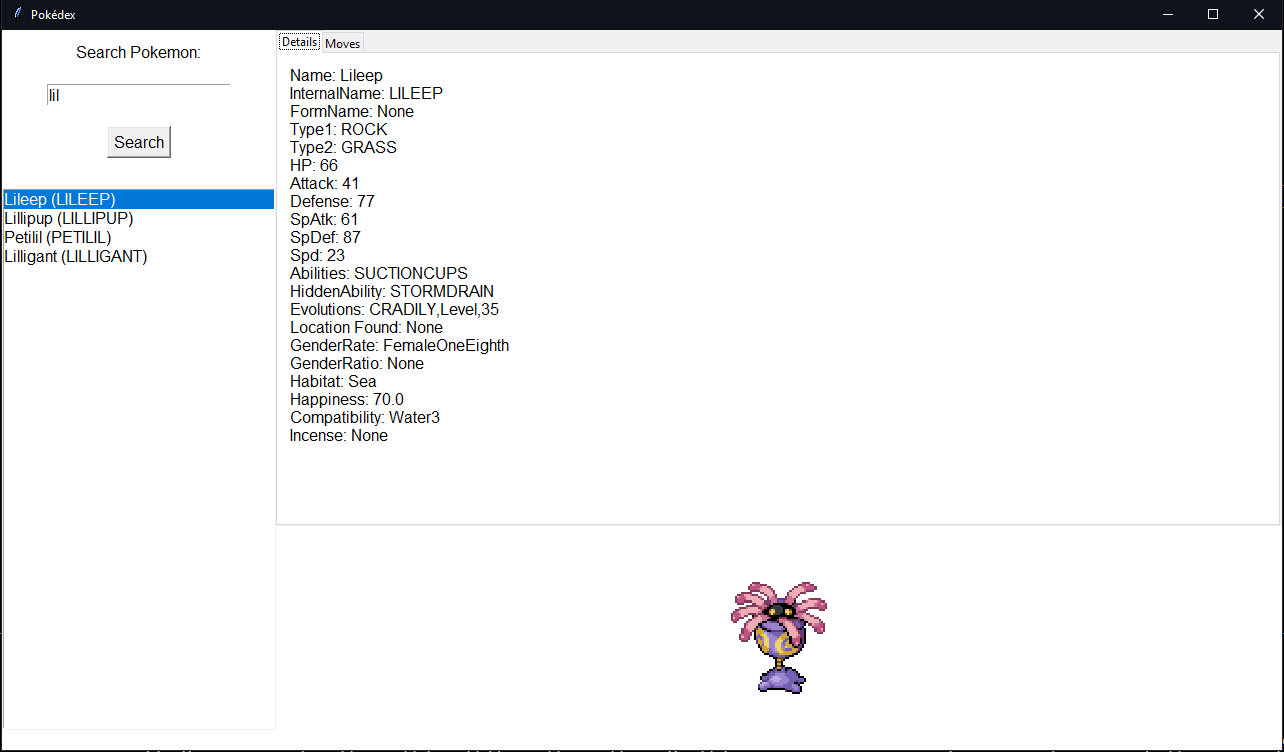 Pokédex
Search Pokemon:
lil
Search
Lileep (LILEEP)
Lillipup (LILLIPUP)
Petilil (PETILIL)
Lilligant (LILLIGANT)
Details
Moves
Name: Lileep
InternalName: LILEEP
FormName: None
Type1: ROCK
Type2: GRASS
HP: 66
Attack: 41
Defense: 77
SpAtk: 61
SpDef: 87
Spd: 23
Abilities: SUCTIONCUPS
HiddenAbility: STORMDRAIN
Evolutions: CRADILY,Level,35
Location Found: None
GenderRate: FemaleOneEighth
GenderRatio: None
Habitat: Sea
Happiness: 70.0
Compatibility: Water3
Incense: None